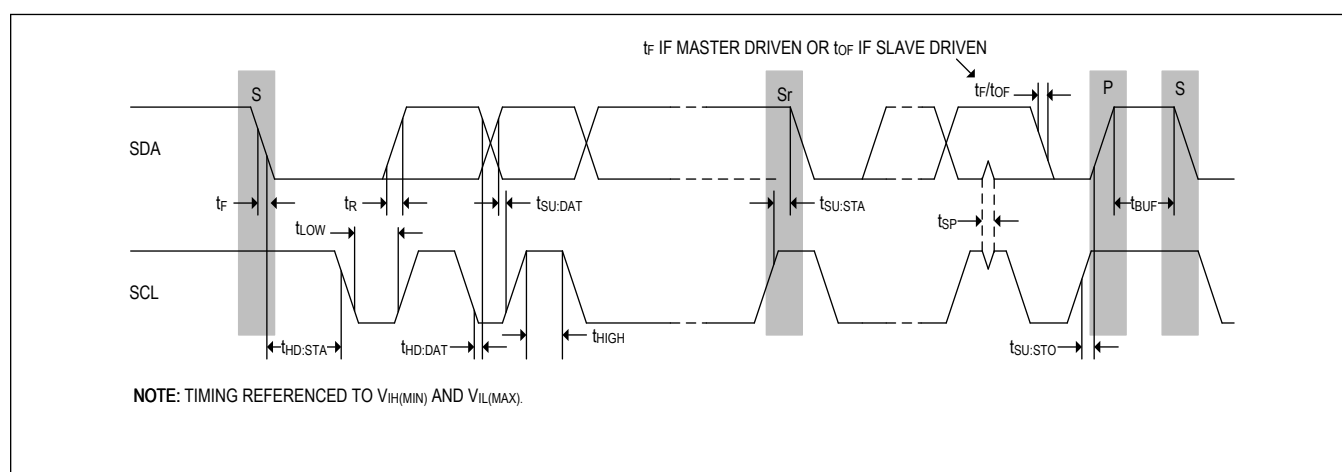 tF IF MASTER DRIVEN OR tOF IF SLAVE DRIVEN
S
Sr
tF/tOF
P
S
SDA
tF
tR
tSU:DAT
tSU:STA
tSP
tBUF
tLOW
SCL
tHD:STA
tHD:DAT
tHIGH
tSU:STO
NOTE: TIMING REFERENCED TO VIH(MIN) AND VIL(MAX).